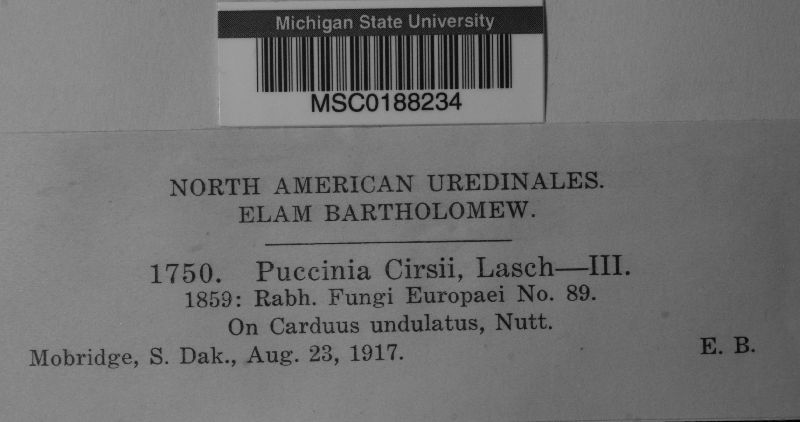 Michigan State University
MSC0188234
NORTH AMERICAN UREDINALES.
ELAM BARTHOLOMEW.
1750. Puccinia Cirsii, Lasch—III.
1859: Rabh. Fungi Europaei No. 89.
On Carduus undulatus, Nutt.
Mobridge, S. Dak., Aug. 23, 1917. E. B.